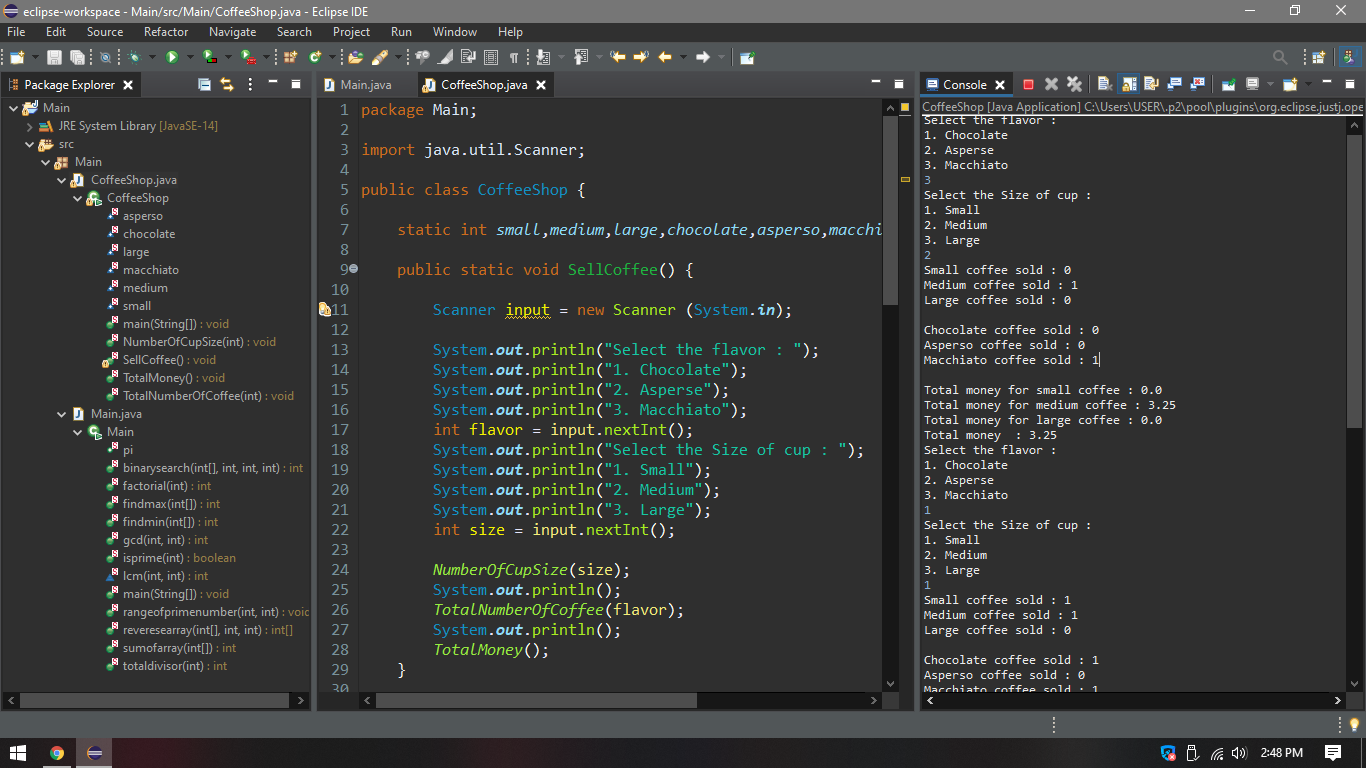 eclipse-workspace - Main/src/Main/CoffeeShop.java - Eclipse IDE
File Edit Source Refactor Navigate Search Project Run Window Help
Package Explorer
Main
JRE System Library [JavaSE-14]
src
Main
CoffeeShop.java
CoffeeShop
asperso
chocolate
large
macchiato
medium
small
main(String[]) : void
NumberOfCupSize(int) : void
SellCoffee() : void
TotalMoney() : void
TotalNumberOfCoffee(int) : void
Main.java
Main
pi
binarysearch(int[], int, int, int) : int
factorial(int) : int
findmax(int[]) : int
findmin(int[]) : int
gcd(int, int) : int
isprime(int) : boolean
lcm(int, int) : int
main(String[]) : void
rangeofprimenumber(int, int) : voic
reveresearray(int[], int, int) : int[]
sumofarray(int[]) : int
totaldivisor(int) : int
Main.java CoffeeShop.java
1 package Main;
2
3 import java.util.Scanner;
4
5 public class CoffeeShop {
6
7 static int small,medium,large,chocolate,asperso,macchi
8
9 public static void SellCoffee() {
10
11 Scanner input = new Scanner (System.in);
12
13 System.out.println("Select the flavor : ");
14 System.out.println("1. Chocolate");
15 System.out.println("2. Asperse");
16 System.out.println("3. Macchiato");
17 int flavor = input.nextInt();
18 System.out.println("Select the Size of cup : ");
19 System.out.println("1. Small");
20 System.out.println("2. Medium");
21 System.out.println("3. Large");
22 int size = input.nextInt();
23
24 NumberOfCupSize(size);
25 System.out.println();
26 TotalNumberOfCoffee(flavor);
27 System.out.println();
28 TotalMoney();
29 }
30
Console
CoffeeShop [Java Application] C:\Users\USER\.p2\pool\plugins\org.eclipse.justj.ope
Select the flavor :
1. Chocolate
2. Asperse
3. Macchiato
3
Select the Size of cup :
1. Small
2. Medium
3. Large
2
Small coffee sold : 0
Medium coffee sold : 1
Large coffee sold : 0
Chocolate coffee sold : 0
Asperso coffee sold : 0
Macchiato coffee sold : 1
Total money for small coffee : 0.0
Total money for medium coffee : 3.25
Total money for large coffee : 0.0
Total money  : 3.25
Select the flavor :
1. Chocolate
2. Asperse
3. Macchiato
1
Select the Size of cup :
1. Small
2. Medium
3. Large
1
Small coffee sold : 1
Medium coffee sold : 1
Large coffee sold : 0
Chocolate coffee sold : 1
Asperso coffee sold : 0
Macchiato coffee sold : 1
2:48 PM